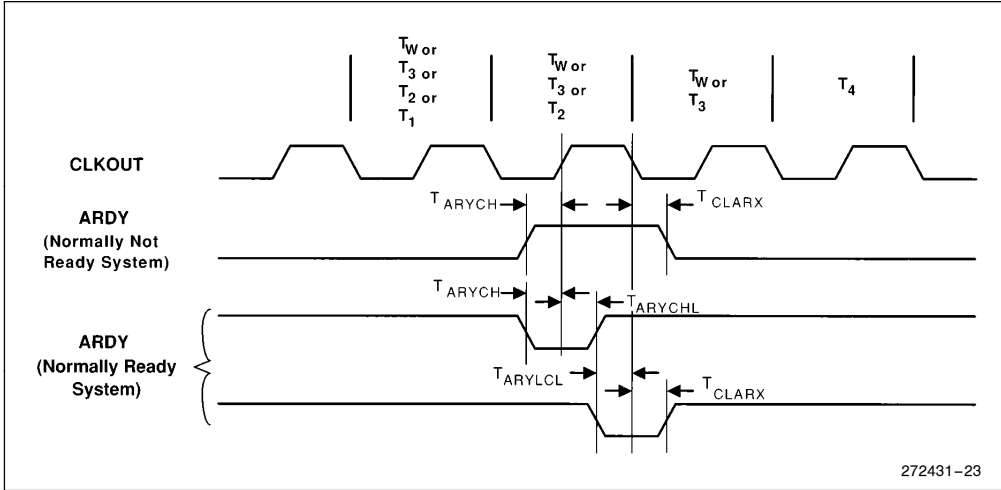 TW or
T3 or
T2 or
T1
TW or
T3 or
T2
TW or
T3
T4
CLKOUT
TARYCH
TCLARX
ARDY
(Normally Not
Ready System)
TARYCH
TARYCHL
ARDY
(Normally Ready
System)
TARYLCL
TCLARX
272431–23